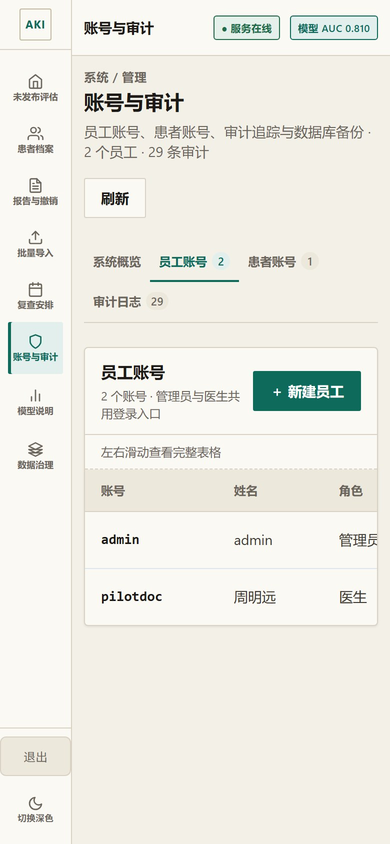 AKI
账号与审计
服务在线
模型 AUC 0.810
未发布评估
患者档案
报告与撤销
批量导入
复查安排
账号与审计
模型说明
数据治理
退出
切换深色
系统 / 管理
账号与审计
员工账号、患者账号、审计追踪与数据库备份 ·
2 个员工 · 29 条审计
刷新
系统概览 员工账号 2 患者账号 1
审计日志 29
员工账号
2 个账号 · 管理员与医生共
用登录入口
+ 新建员工
左右滑动查看完整表格
账号 姓名 角色
admin admin 管理员
pilotdoc 周明远 医生